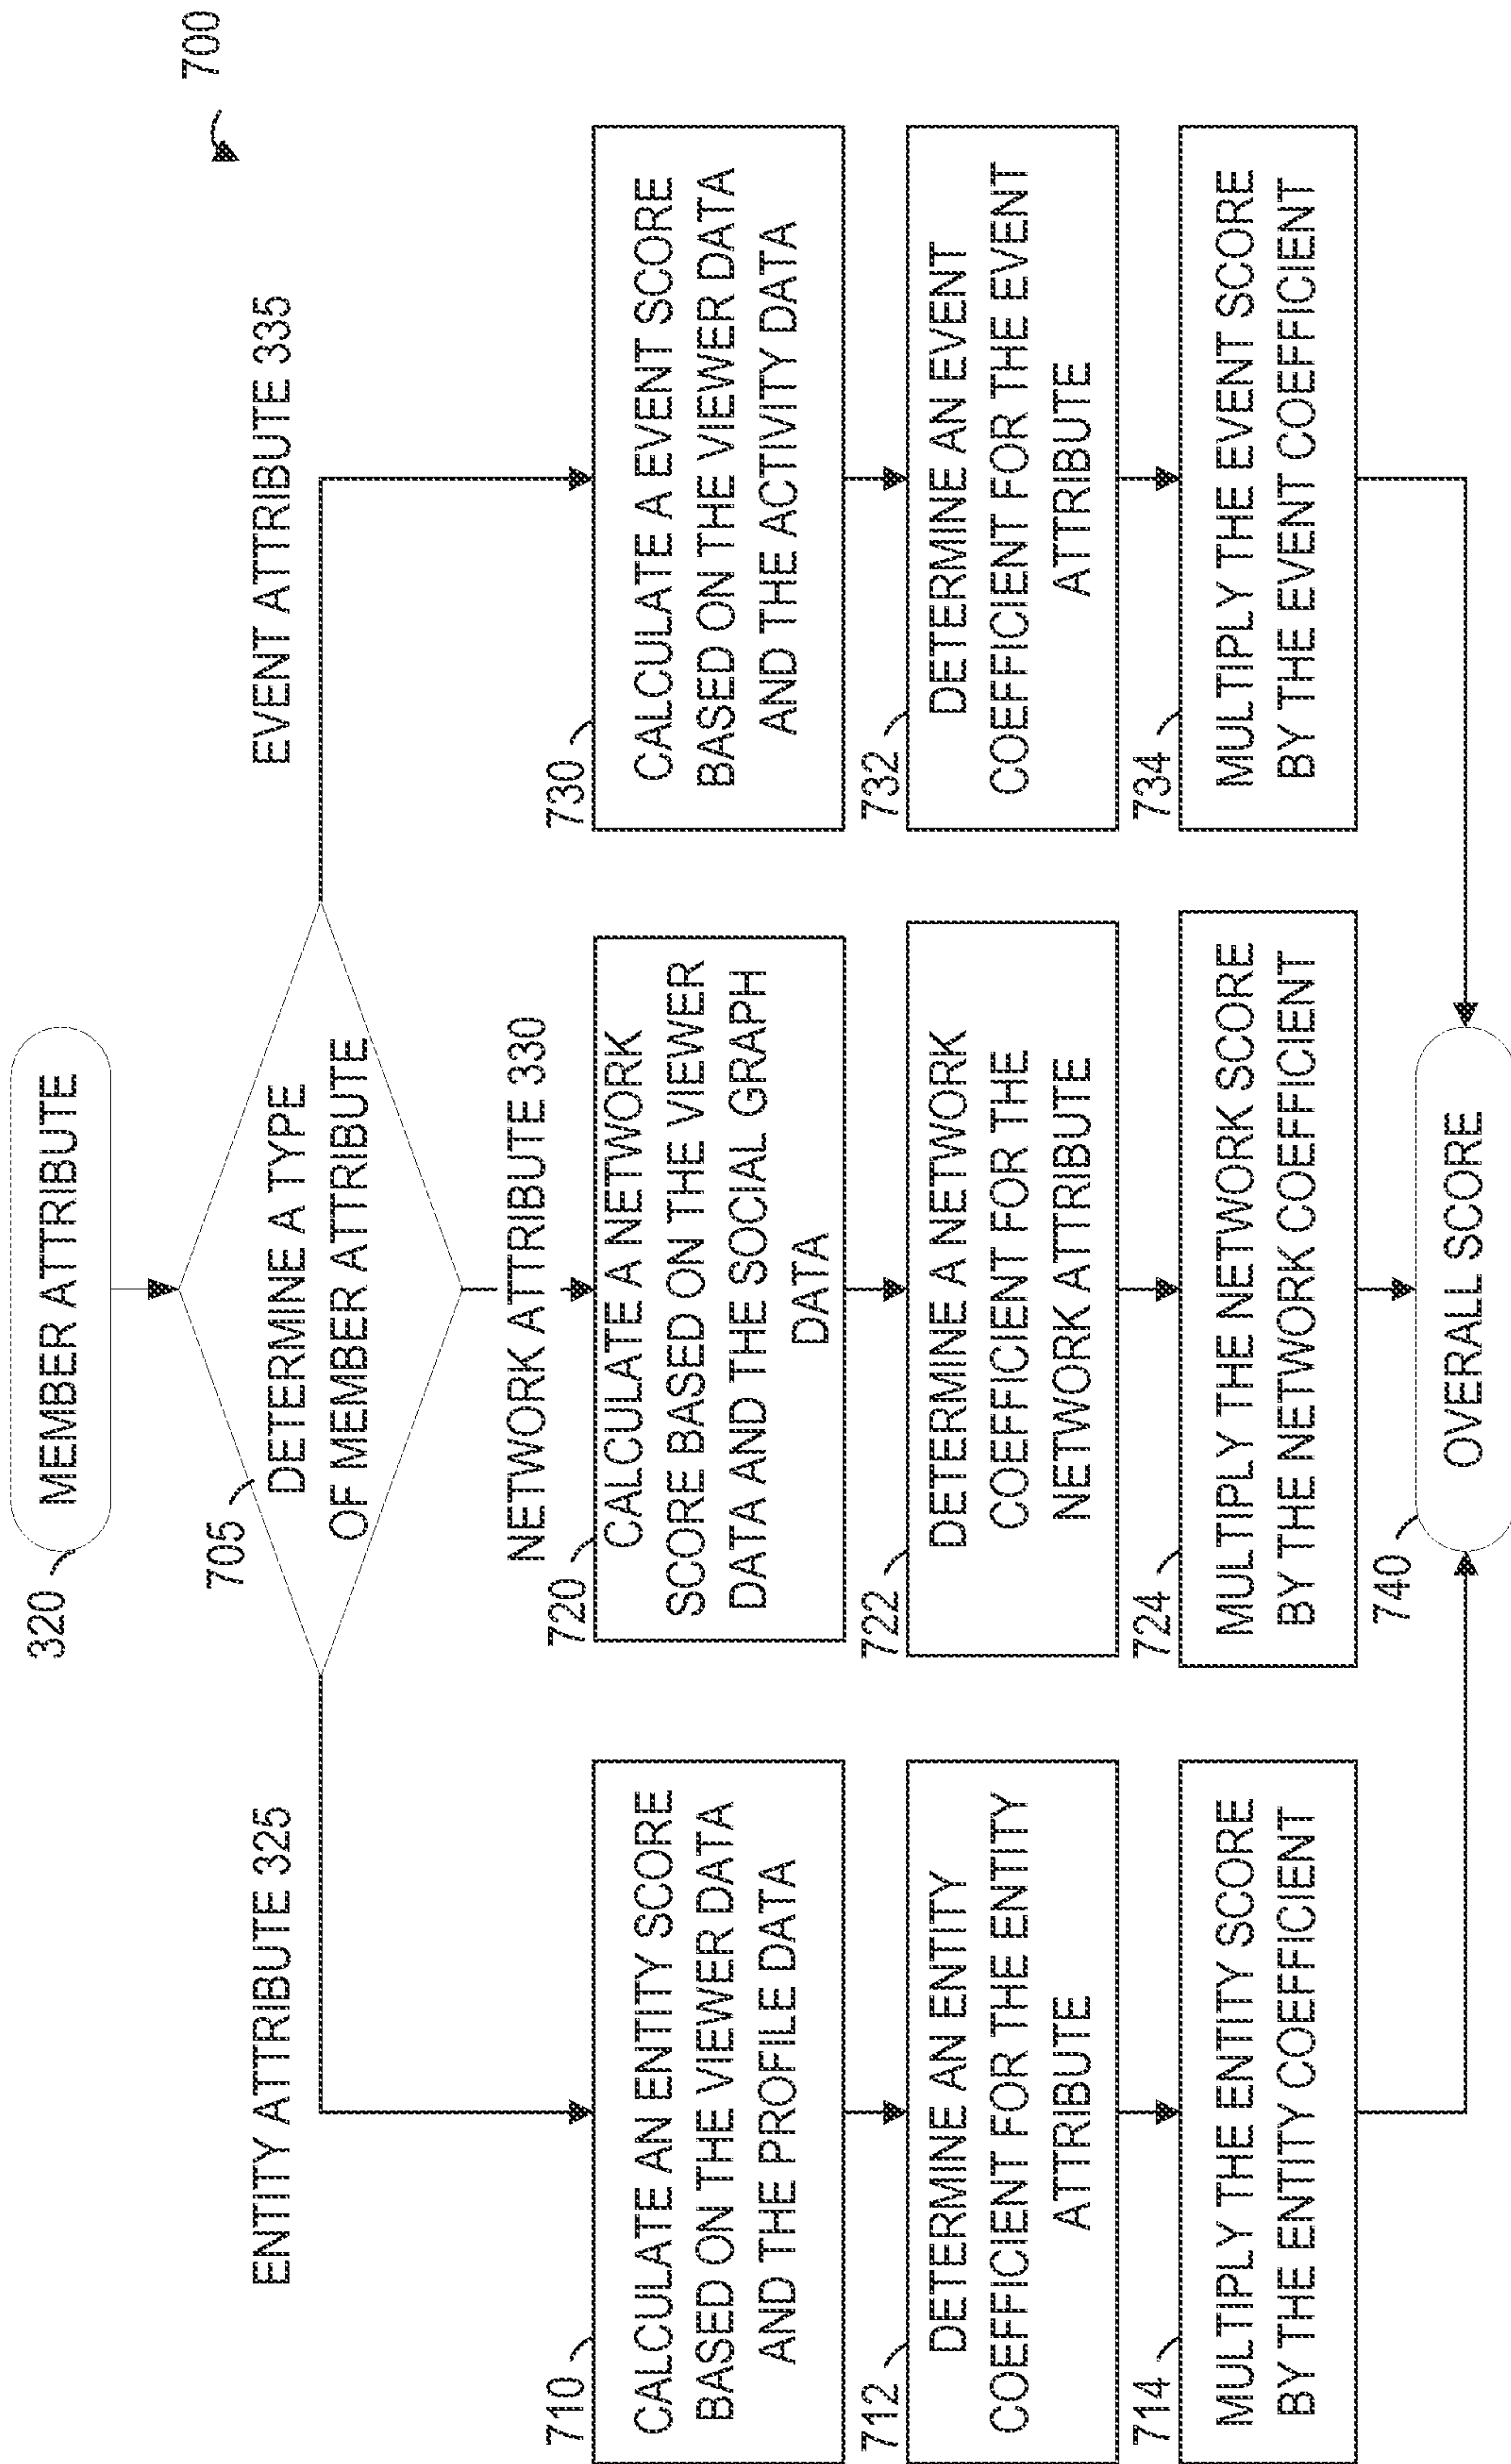 700
MEMBER ATTRIBUTE
320
705
DETERMINE A TYPE
OF MEMBER ATTRIBUTE
ENTITY ATTRIBUTE 325
NETWORK ATTRIBUTE 330
EVENT ATTRIBUTE 335
710
CALCULATE AN ENTITY SCORE
BASED ON THE VIEWER DATA
AND THE PROFILE DATA
712
DETERMINE AN ENTITY
COEFFICIENT FOR THE ENTITY
ATTRIBUTE
714
MULTIPLY THE ENTITY SCORE
BY THE ENTITY COEFFICIENT
720
CALCULATE A NETWORK
SCORE BASED ON THE VIEWER
DATA AND THE SOCIAL GRAPH
DATA
722
DETERMINE A NETWORK
COEFFICIENT FOR THE
NETWORK ATTRIBUTE
724
MULTIPLY THE NETWORK SCORE
BY THE NETWORK COEFFICIENT
730
CALCULATE A EVENT SCORE
BASED ON THE VIEWER DATA
AND THE ACTIVITY DATA
732
DETERMINE AN EVENT
COEFFICIENT FOR THE EVENT
ATTRIBUTE
734
MULTIPLY THE EVENT SCORE
BY THE EVENT COEFFICIENT
740
OVERALL SCORE